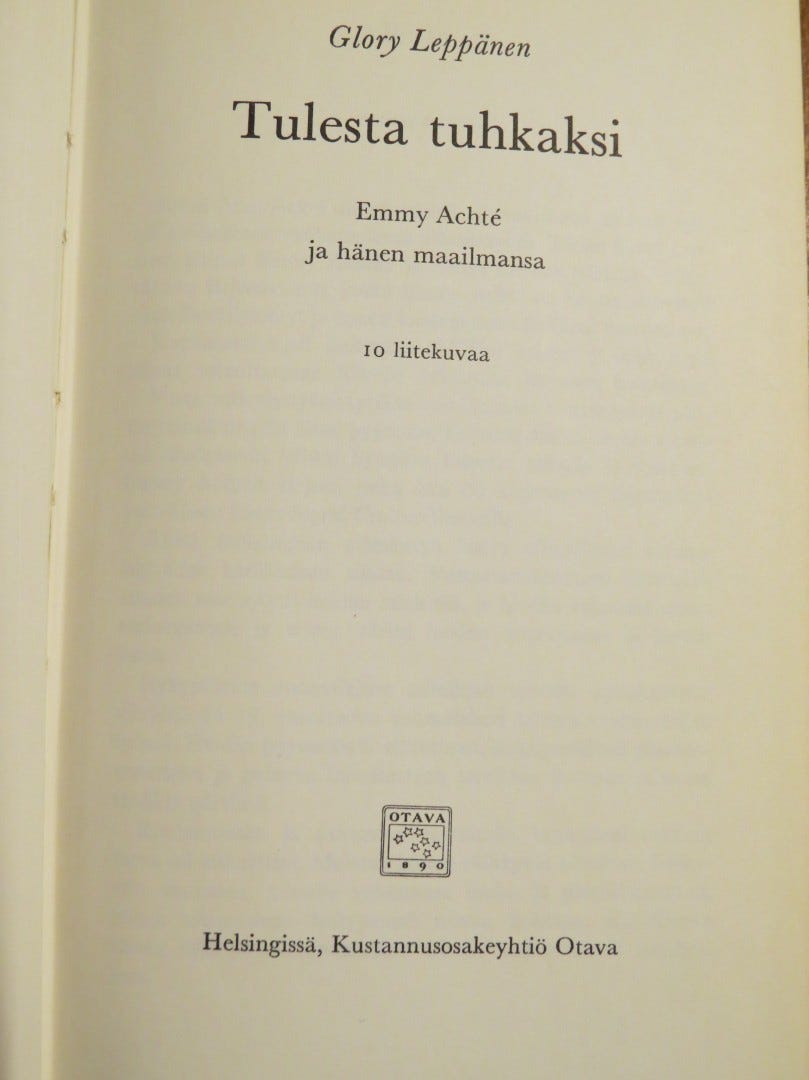 Glory Leppänen
Tulesta tuhkaksi
Emmy Achté
ja hänen maailmansa
10 liitekuvaa
OTAVA
1890
Helsingissä, Kustannusosakeyhtiö Otava